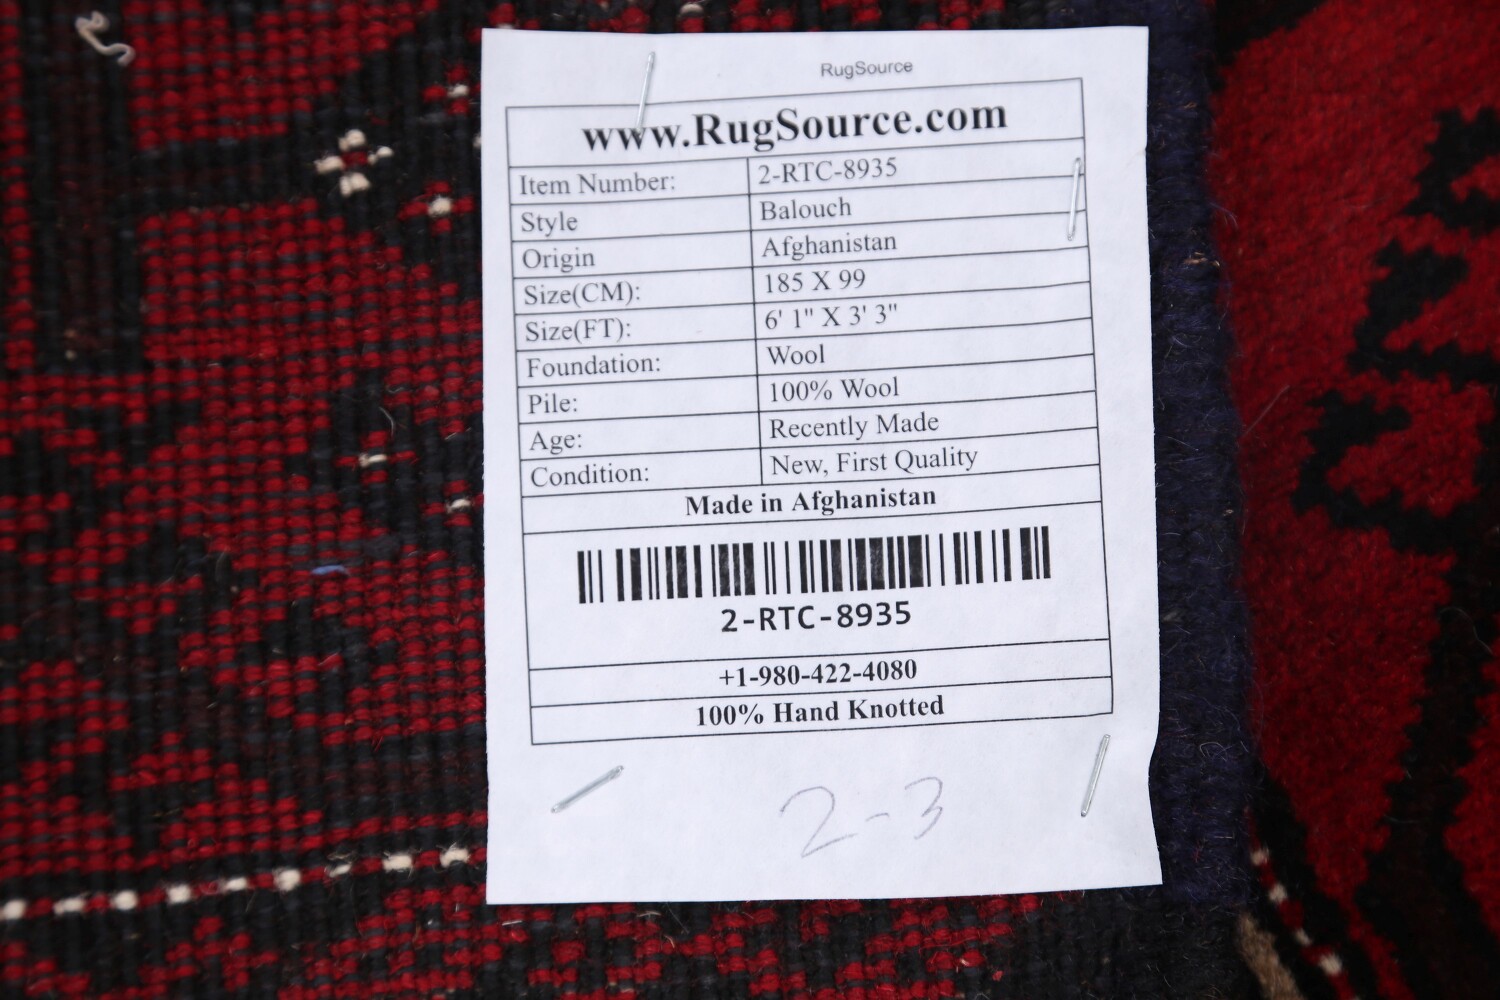 RugSource
www.RugSource.com
Item Number: 2-RTC-8935
Style Balouch
Origin Afghanistan
Size(CM): 185 X 99
Size(FT): 6' 1" X 3' 3"
Foundation: Wool
Pile: 100% Wool
Age: Recently Made
Condition: New, First Quality
Made in Afghanistan
2-RTC-8935
+1-980-422-4080
100% Hand Knotted
2-3